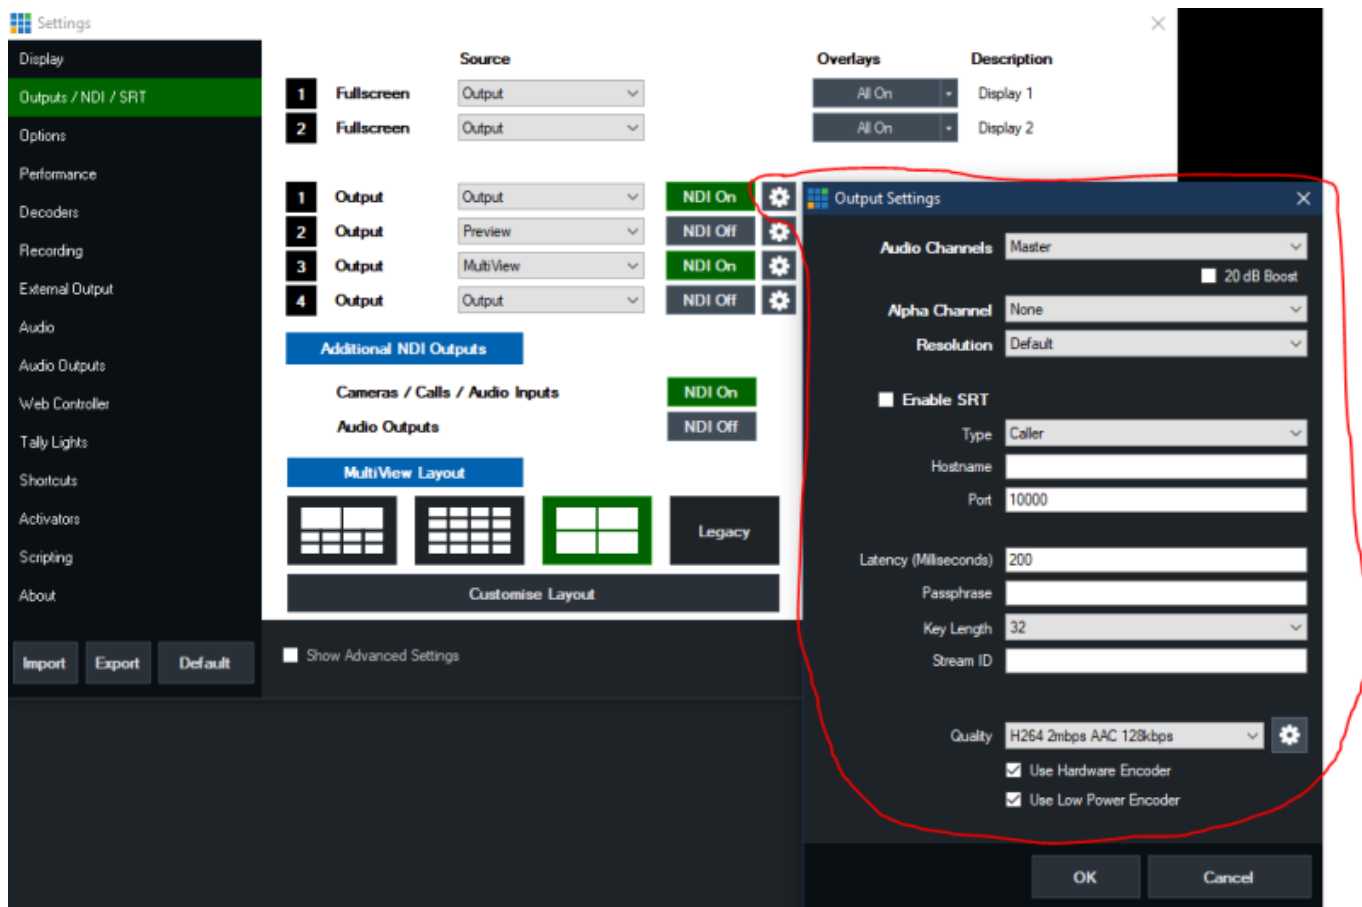 Settings
Display
Outputs / NDI / SRT
Options
Performance
Decoders
Recording
External Output
Audio
Audio Outputs
Web Controller
Tally Lights
Shortcuts
Activators
Scripting
About
Import Export Default
Source Overlays Description
1 Fullscreen Output All On Display 1
2 Fullscreen Output All On Display 2
1 Output Output NDI On
2 Output Preview NDI Off
3 Output MultiView NDI On
4 Output Output NDI Off
Additional NDI Outputs
Cameras / Calls / Audio Inputs NDI On
Audio Outputs NDI Off
MultiView Layout
Legacy
Customise Layout
Show Advanced Settings
Output Settings
Audio Channels Master
20 dB Boost
Alpha Channel None
Resolution Default
Enable SRT
Type Caller
Hostname
Port 10000
Latency (Milliseconds) 200
Passphrase
Key Length 32
Stream ID
Quality H264 2mbps AAC 128kbps
Use Hardware Encoder
Use Low Power Encoder
OK Cancel